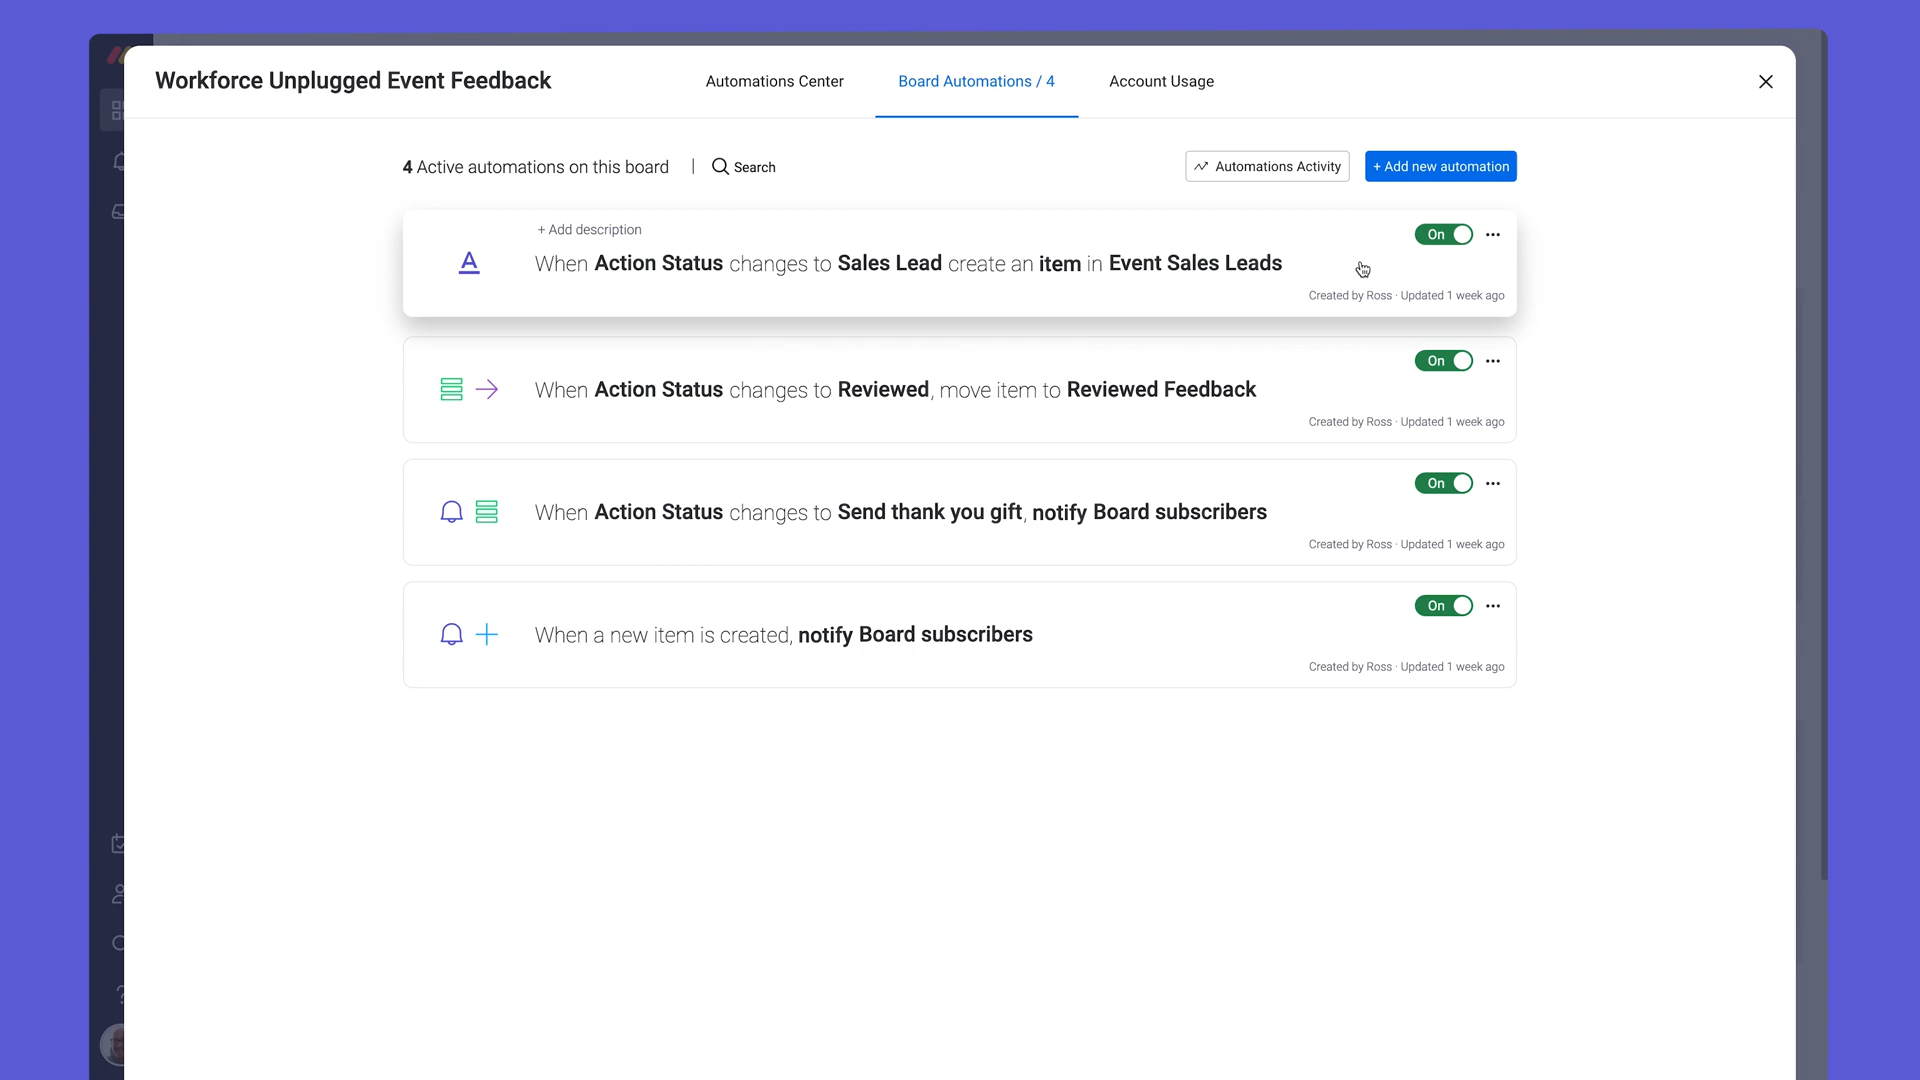 Workforce Unplugged Event Feedback
Automations Center
Board Automations / 4
Account Usage
4 Active automations on this board
Search
Automations Activity
+ Add new automation
+ Add description
On
When Action Status changes to Sales Lead create an item in Event Sales Leads
Created by Ross · Updated 1 week ago
On
When Action Status changes to Reviewed, move item to Reviewed Feedback
Created by Ross · Updated 1 week ago
On
When Action Status changes to Send thank you gift, notify Board subscribers
Created by Ross · Updated 1 week ago
On
When a new item is created, notify Board subscribers
Created by Ross · Updated 1 week ago